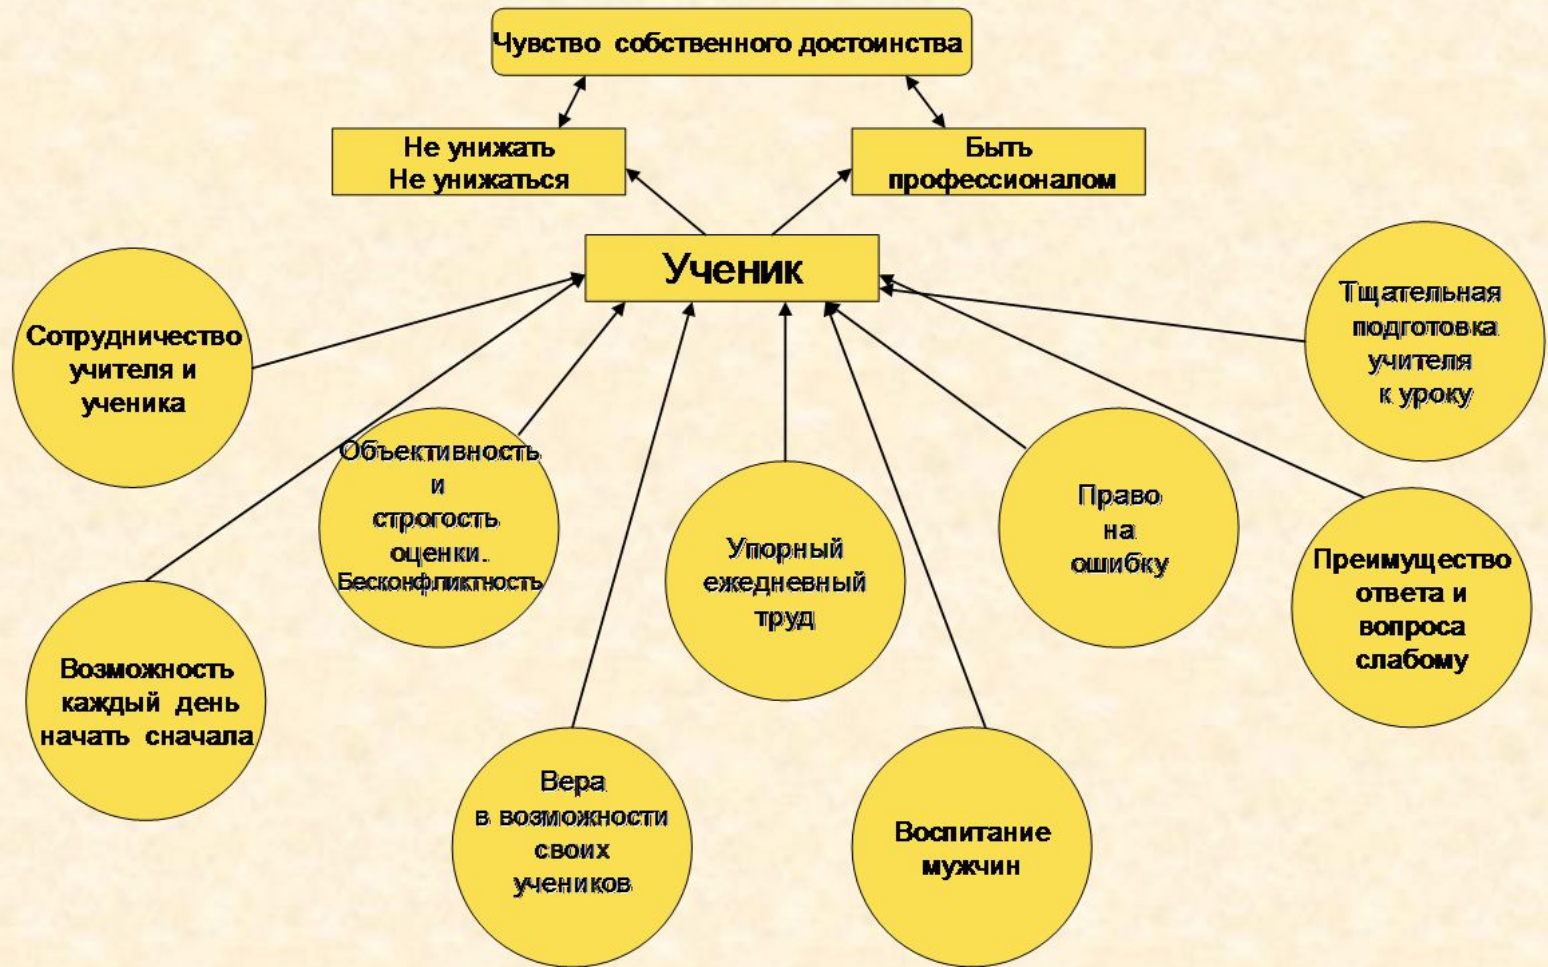 Чувство собственного достоинства
Не унижать
Не унижаться
Быть
профессионалом
Ученик
Сотрудничество
учителя и
ученика
Тщательная
подготовка
учителя
к уроку
Объективность
и
строгость
оценки.
Бесконфликтность
Право
на
ошибку
Упорный
ежедневный
труд
Преимущество
ответа и
вопроса
слабому
Возможность
каждый день
начать сначала
Вера
в возможности
своих
учеников
Воспитание
мужчин